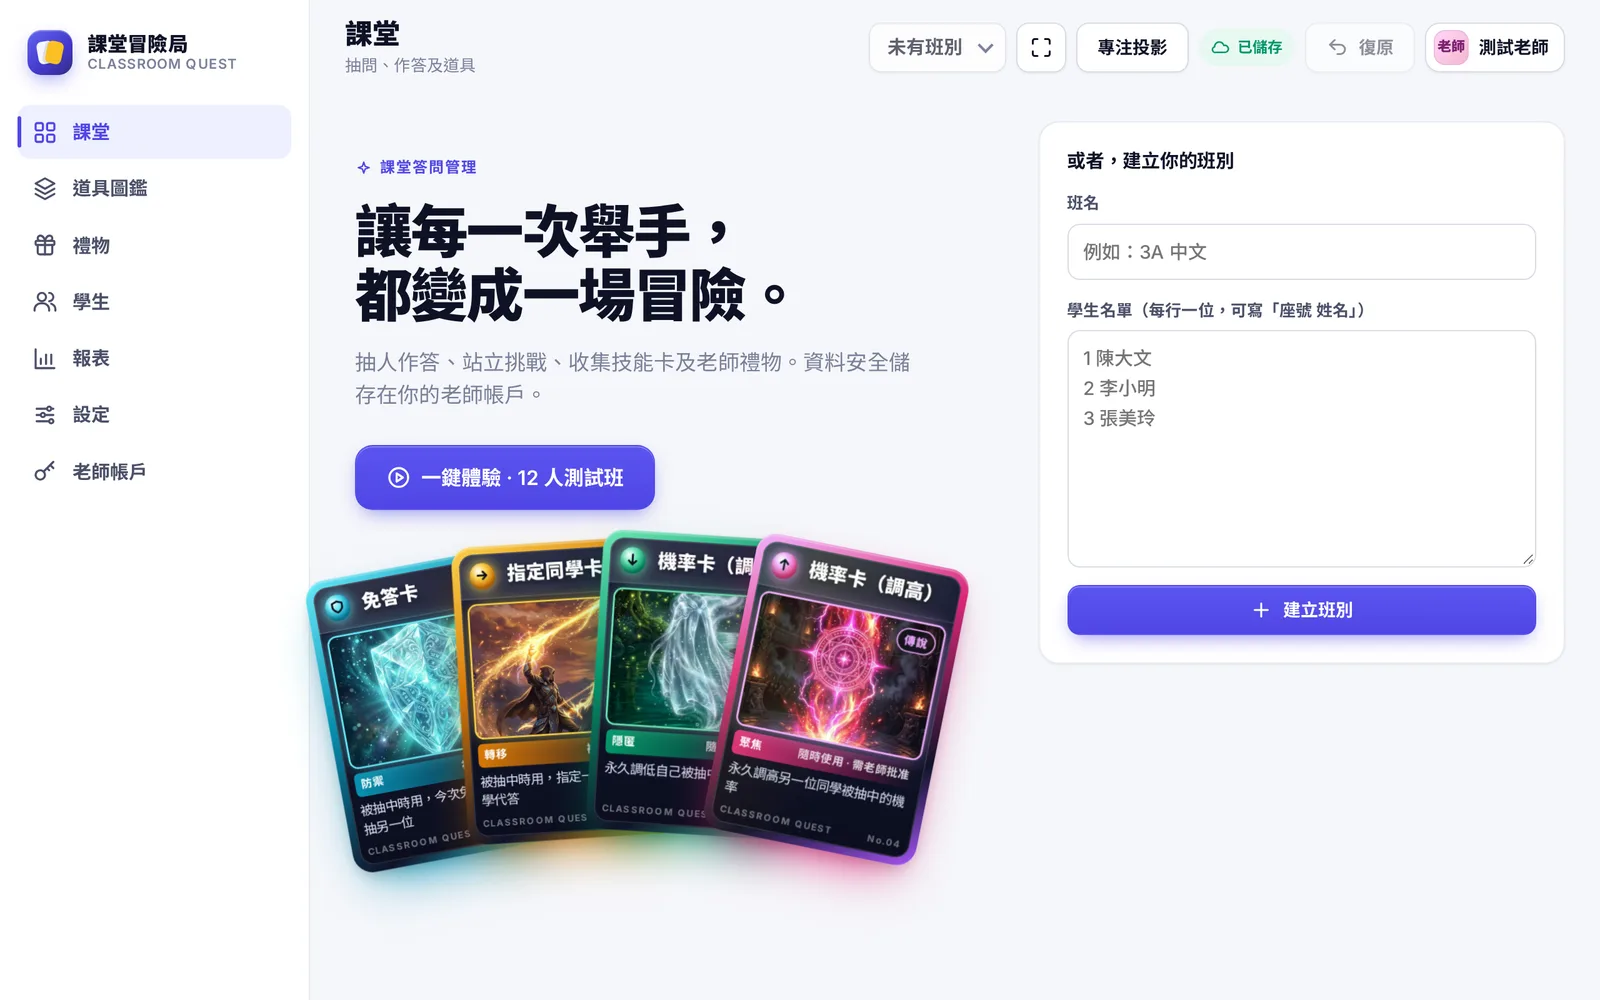 課堂冒險局
CLASSROOM QUEST
課堂
道具圖鑑
禮物
學生
報表
設定
老師帳戶
課堂
抽問、作答及道具
未有班別
專注投影
已儲存
復原
老師
測試老師
課堂答問管理
讓每一次舉手，
都變成一場冒險。
抽人作答、站立挑戰、收集技能卡及老師禮物。資料安全儲
存在你的老師帳戶。
一鍵體驗 · 12 人測試班
免答卡
防禦
被抽中時用，今次
抽另一位
CLASSROOM QUES
指定同學卡
轉移
被抽中時用，指定一
學代答
CLASSROOM QUES
機率卡（調
隱匿
隨
永久調低自己被抽
CLASSROOM QUES
機率卡（調高）
傳說
聚焦
隨時使用 · 需老師批准
永久調高另一位同學被抽中的機
率
CLASSROOM QUEST
No.04
或者，建立你的班別
班名
例如：3A 中文
學生名單（每行一位，可寫「座號 姓名」）
1 陳大文
2 李小明
3 張美玲
建立班別